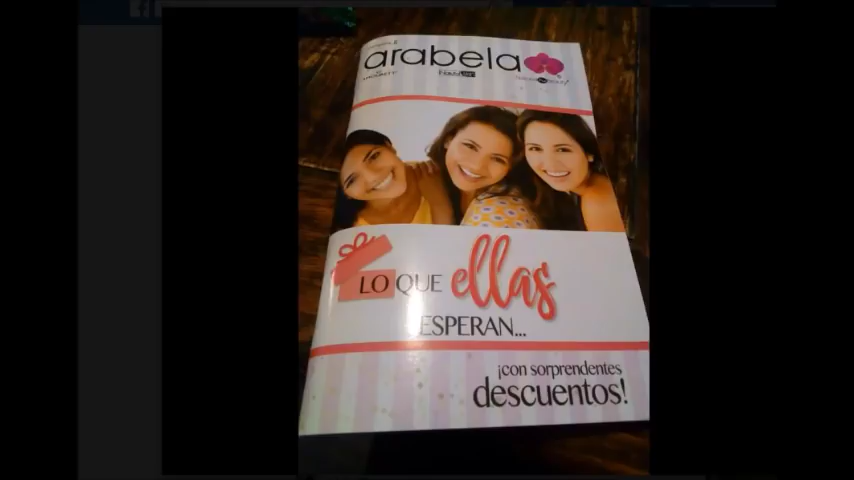 arabela
LO QUE ellas
ESPERAN...
¡con sorprendentes
descuentos!